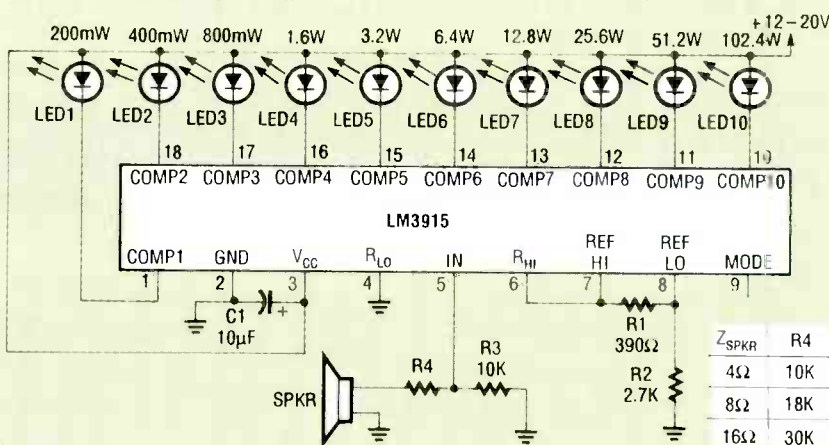 +12–20V
200mW 400mW 800mW 1.6W 3.2W 6.4W 12.8W 25.6W 51.2W 102.4W
LED1 LED2 LED3 LED4 LED5 LED6 LED7 LED8 LED9 LED10
18 17 16 15 14 13 12 11 10
COMP2 COMP3 COMP4 COMP5 COMP6 COMP7 COMP8 COMP9 COMP10
LM3915
COMP1 GND VCC RLO IN RHI REF HI REF LO MODE
1 2 3 4 5 6 7 8 9
C1
10µF
+
R1
390Ω
R2
2.7K
SPKR
R4
R3
10K
ZSPKR R4
4Ω 10K
8Ω 18K
16Ω 30K